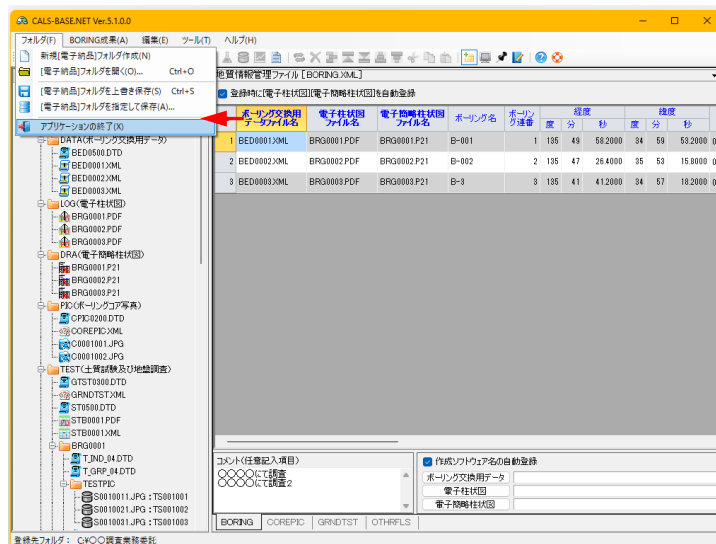 CALS-BASE.NET Ver.5.1.0.0
フォルダ(F) BORING成果(A) 編集(E) ツール(T) ヘルプ(H)
新規[電子納品]フォルダ作成(N)
[電子納品]フォルダを開く(O)... Ctrl+O
[電子納品]フォルダを上書き保存(S) Ctrl+S
[電子納品]フォルダを指定して保存(A)...
アプリケーションの終了(X)
DATA(ボーリング交換用データ)
BED0500.DTD
BED0001.XML
BED0002.XML
BED0003.XML
LOG(電子柱状図)
BRG0001.PDF
BRG0002.PDF
BRG0003.PDF
DRA(電子簡略柱状図)
BRG0001.P21
BRG0002.P21
BRG0003.P21
PIC(ボーリングコア写真)
CPIC0200.DTD
COREPIC.XML
C0001001.JPG
C0001002.JPG
TEST(土質試験及び地盤調査)
GTST0300.DTD
GRNDTST.XML
ST0500.DTD
STB0001.PDF
STB0001.XML
BRG0001
T_IND_04.DTD
T_GRP_04.DTD
TESTPIC
S0010011.JPG : TS001001
S0010021.JPG : TS001002
S0010031.JPG : TS001003
地質情報管理ファイル [BORING.XML]
登録時に[電子柱状図][電子簡略柱状図]を自動登録
ボーリング交換用データファイル名 電子柱状図ファイル名 電子簡略柱状図ファイル名 ボーリング名 ボーリング連番 経度 緯度
度 分 秒 度 分 秒
1 BED0001.XML BRG0001.PDF BRG0001.P21 B-001 1 135 49 58.2000 34 59 53.2000 0
2 BED0002.XML BRG0002.PDF BRG0002.P21 B-002 2 135 47 26.4000 35 53 15.8000 0
3 BED0003.XML BRG0003.PDF BRG0003.P21 B-3 3 135 41 41.2000 34 57 18.2000 0
コメント(任意記入項目)
〇〇〇〇にて調査
〇〇〇〇にて調査2
作成ソフトウェア名の自動登録
ボーリング交換用データ
電子柱状図
電子簡略柱状図
BORING COREPIC GRNDTST OTHRFLS
登録先フォルダ: C:¥〇〇調査業務委託